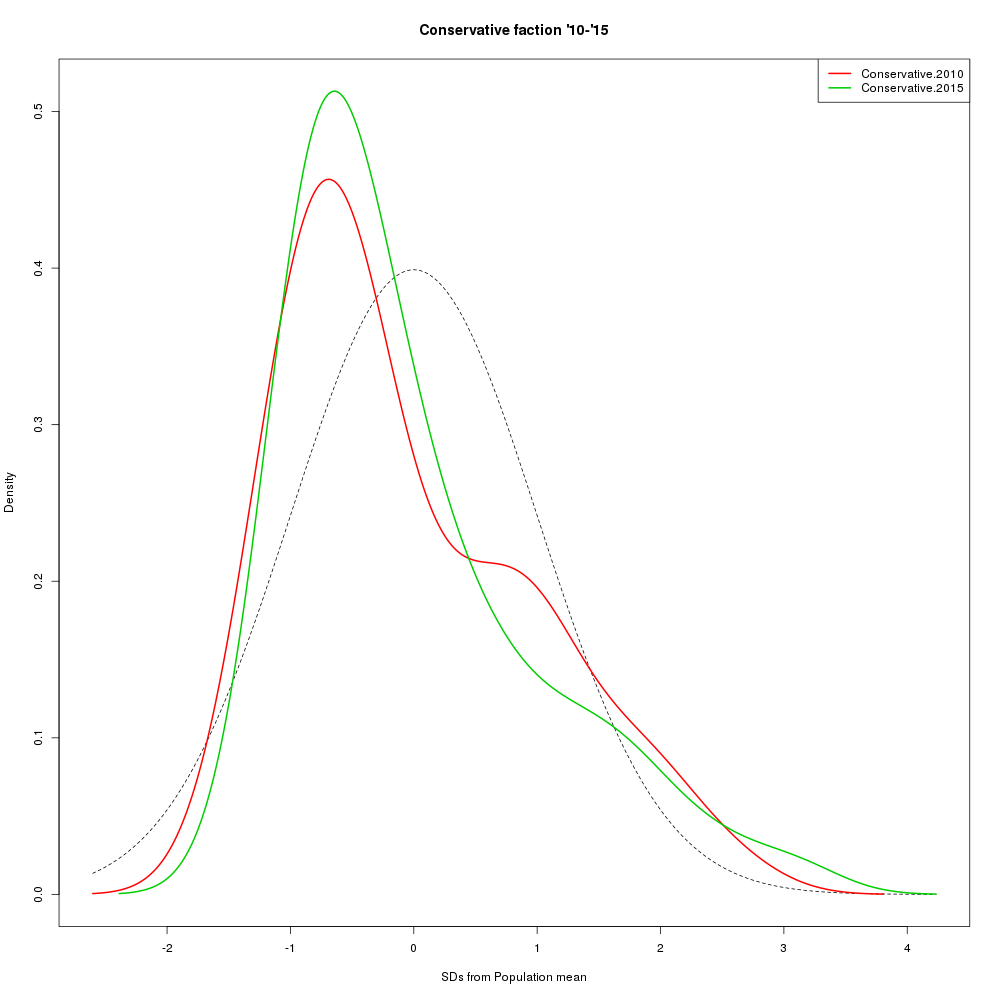 Conservative faction '10-'15
Conservative.2010
Conservative.2015
0.5
0.4
0.3
0.2
0.1
0.0
Density
-2 -1 0 1 2 3 4
SDs from Population mean